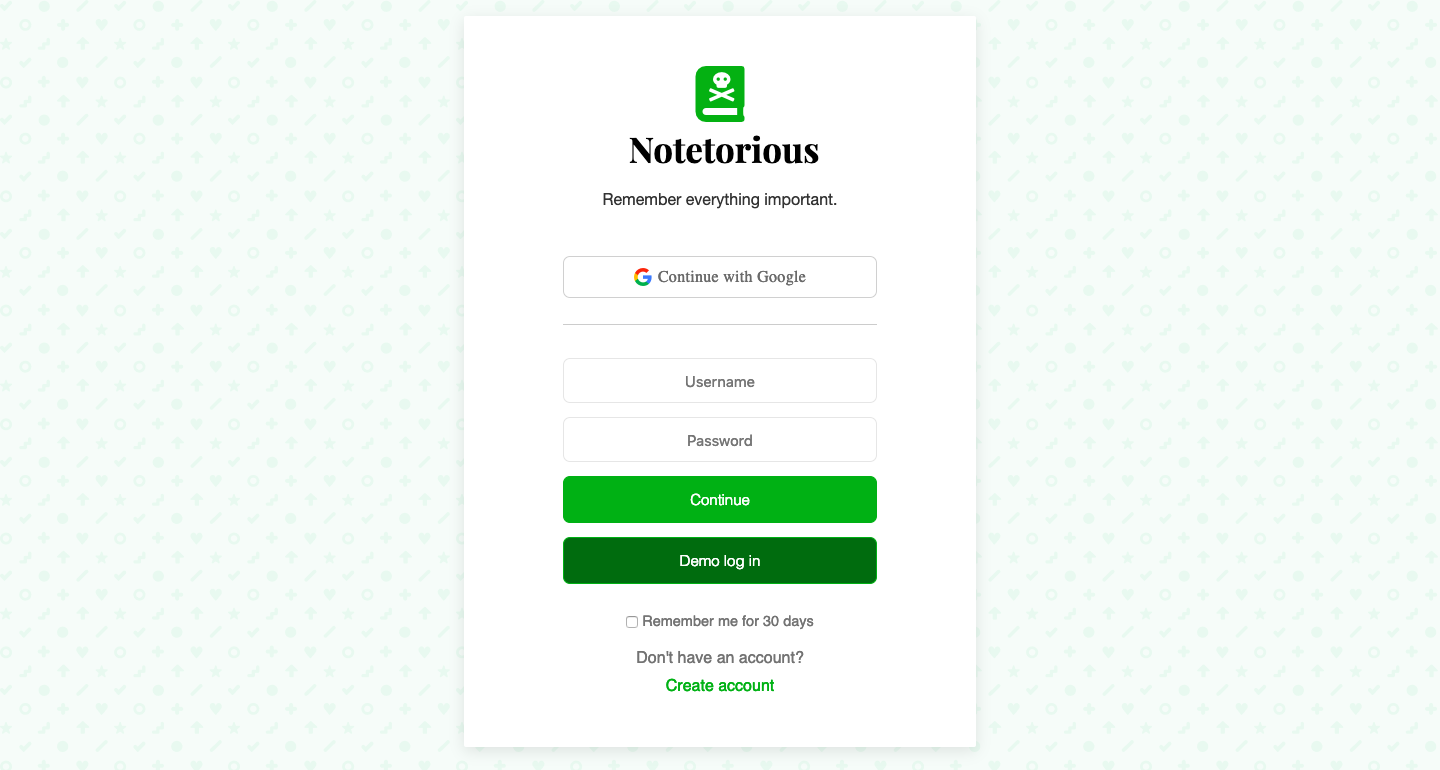 Notetorious
Remember everything important.
Continue with Google
Username
Password
Continue
Demo log in
Remember me for 30 days
Don't have an account?
Create account